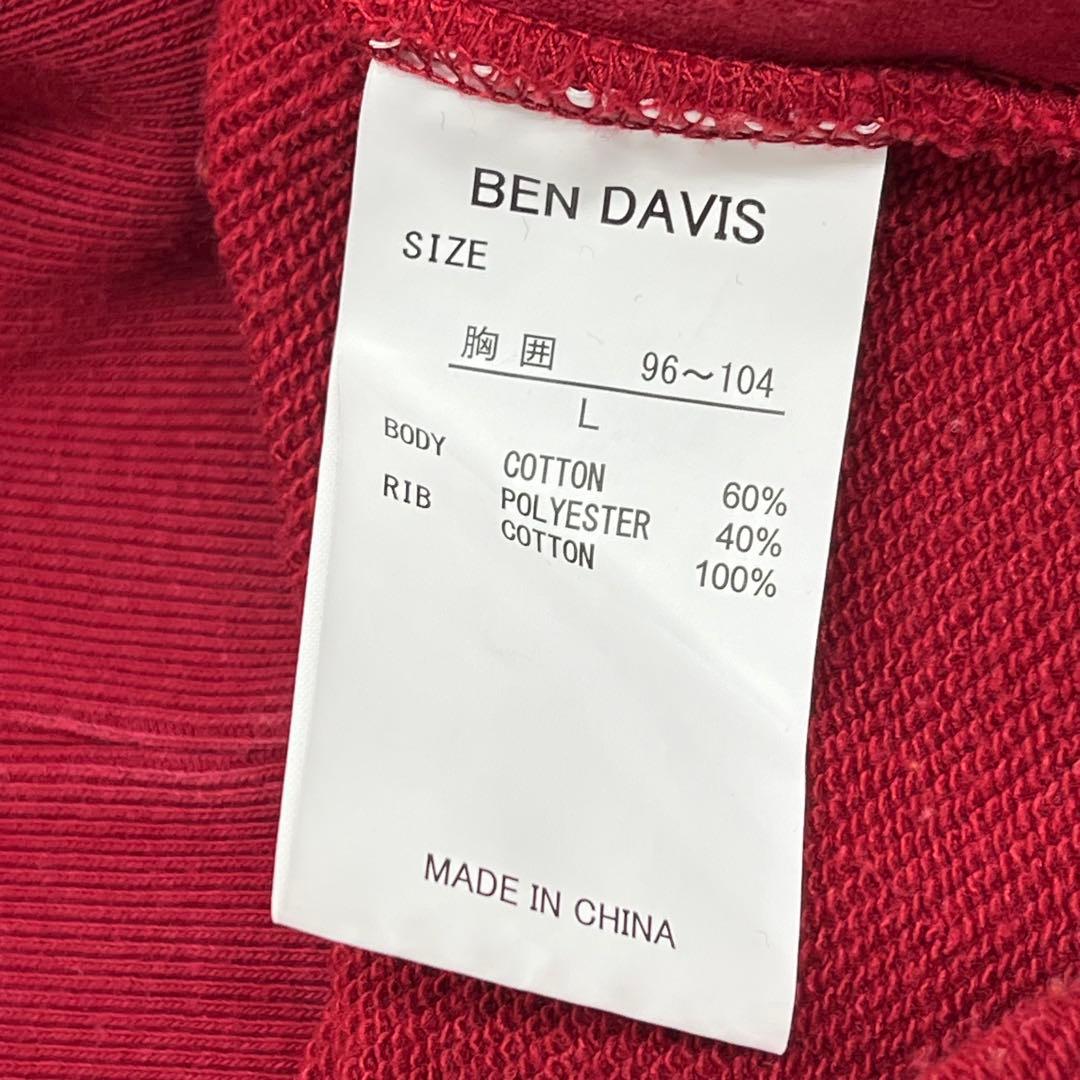 BEN DAVIS
SIZE
胸 囲 96～104
L
BODY COTTON 60%
RIB POLYESTER 40%
COTTON 100%
MADE IN CHINA